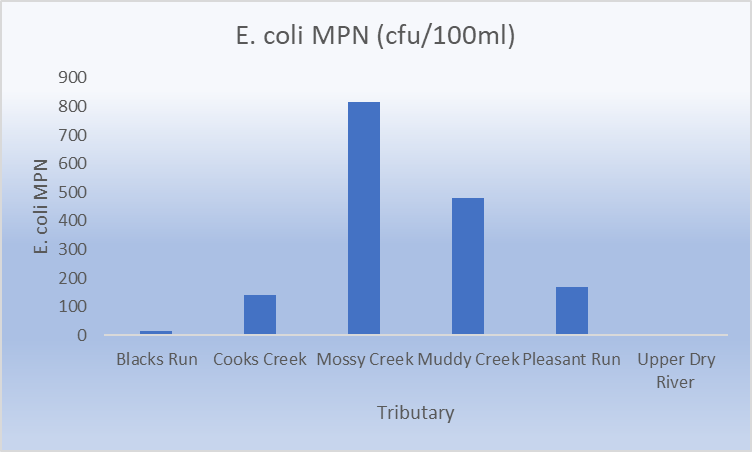 E. coli MPN (cfu/100ml)
900
800
700
600
500
400
300
200
100
0
E. coli MPN
Blacks Run Cooks Creek Mossy Creek Muddy Creek Pleasant Run Upper Dry
River
Tributary